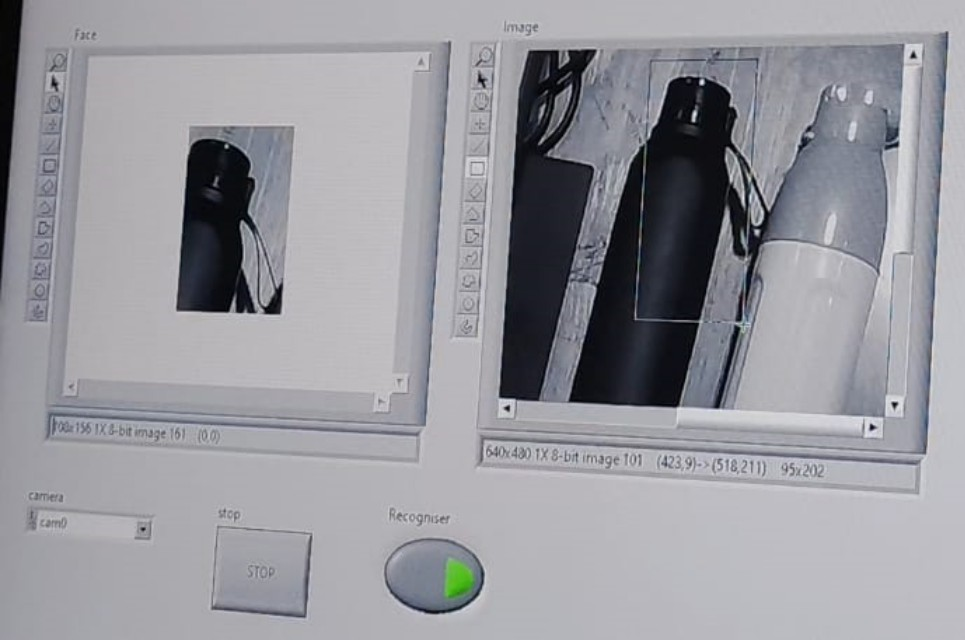 Face
Image
108x156 1X 8-bit image 161 (0,0)
640x480 1X 8-bit image 101 (423,9)->(518,211) 95x202
camera
cam0
stop
STOP
Recogniser